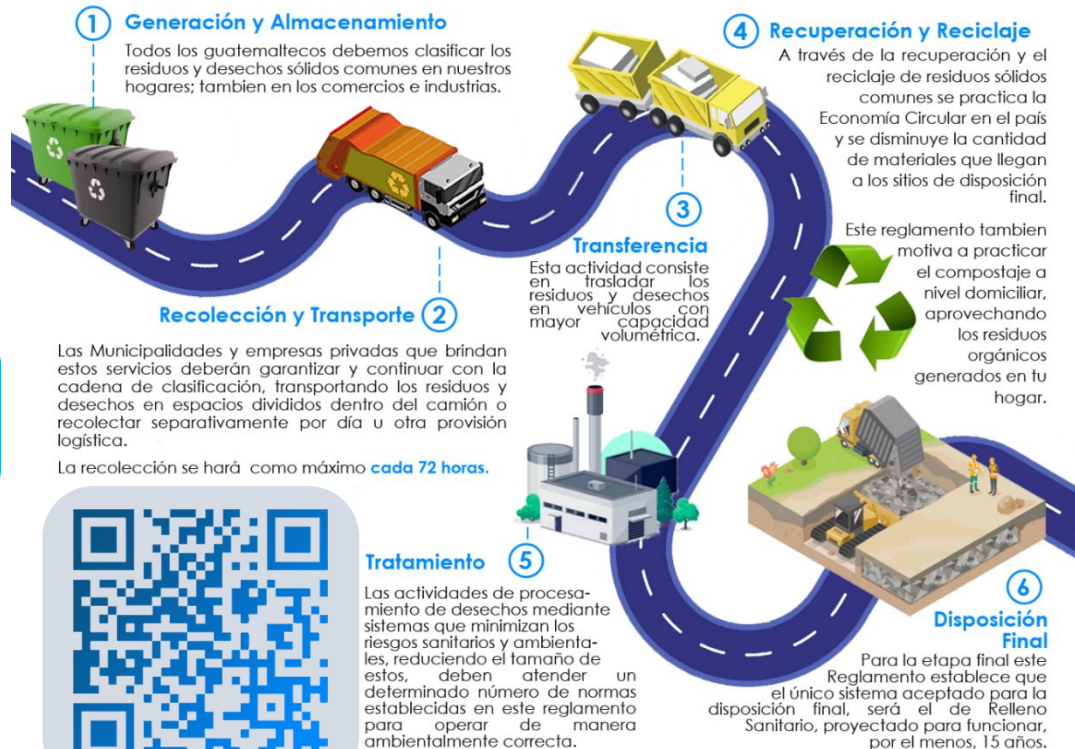 1 Generación y Almacenamiento
Todos los guatemaltecos debemos clasificar los
residuos y desechos sólidos comunes en nuestros
hogares; tambien en los comercios e industrias.
Recolección y Transporte 2
Las Municipalidades y empresas privadas que brindan
estos servicios deberán garantizar y continuar con la
cadena de clasificación, transportando los residuos y
desechos en espacios divididos dentro del camión o
recolectar separativamente por día u otra provisión
logística.
La recolección se hará como máximo cada 72 horas.
3
Transferencia
Esta actividad consiste
en trasladar los
residuos y desechos
en vehículos con
mayor capacidad
volumétrica.
4 Recuperación y Reciclaje
A través de la recuperación y el
reciclaje de residuos sólidos
comunes se practica la
Economía Circular en el país
y se disminuye la cantidad
de materiales que llegan
a los sitios de disposición
final.
Este reglamento tambien
motiva a practicar
el compostaje a
nivel domiciliar,
aprovechando
los residuos
orgánicos
generados en tu
hogar.
Tratamiento 5
Las actividades de procesa-
miento de desechos mediante
sistemas que minimizan los
riesgos sanitarios y ambienta-
les, reduciendo el tamaño de
estos, deben atender un
determinado número de normas
establecidas en este reglamento
para operar de manera
ambientalmente correcta.
6
Disposición
Final
Para la etapa final este
Reglamento establece que
el único sistema aceptado para la
disposición final, será el de Relleno
Sanitario, proyectado para funcionar,
por el menos, 15 años.